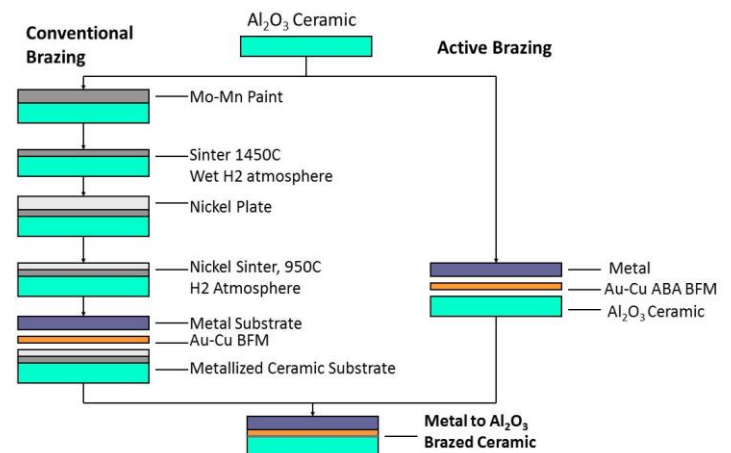 Conventional
Brazing
Al₂O₃ Ceramic
Active Brazing
Mo-Mn Paint
Sinter 1450C
Wet H2 atmosphere
Nickel Plate
Nickel Sinter, 950C
H2 Atmosphere
Metal Substrate
Au-Cu BFM
Metallized Ceramic Substrate
Metal
Au-Cu ABA BFM
Al₂O₃ Ceramic
Metal to Al₂O₃
Brazed Ceramic